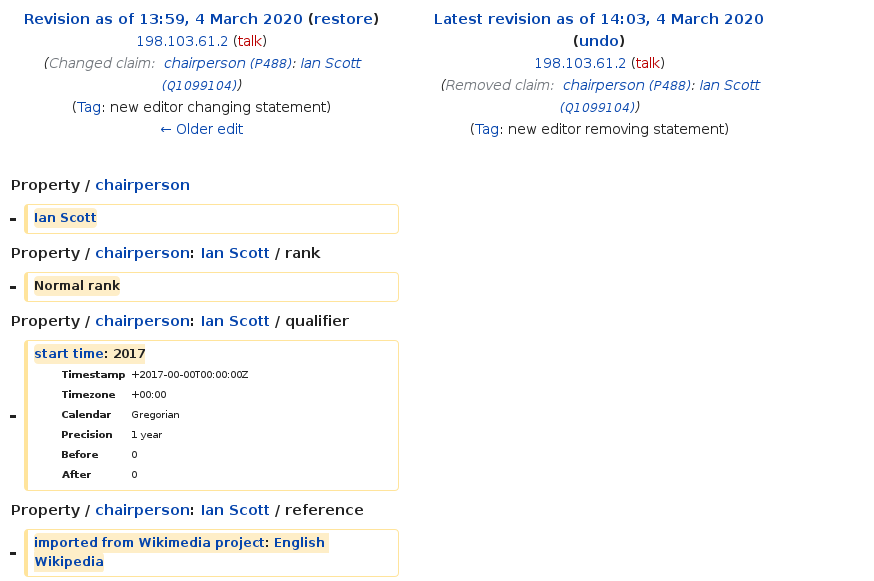 Revision as of 13:59, 4 March 2020 (restore)
198.103.61.2 (talk)
(Changed claim: chairperson (P488): Ian Scott
(Q1099104))
(Tag: new editor changing statement)
← Older edit
Latest revision as of 14:03, 4 March 2020
(undo)
198.103.61.2 (talk)
(Removed claim: chairperson (P488): Ian Scott
(Q1099104))
(Tag: new editor removing statement)
Property / chairperson
- Ian Scott
Property / chairperson: Ian Scott / rank
- Normal rank
Property / chairperson: Ian Scott / qualifier
- start time: 2017
Timestamp +2017-00-00T00:00:00Z
Timezone +00:00
Calendar Gregorian
Precision 1 year
Before 0
After 0
Property / chairperson: Ian Scott / reference
- imported from Wikimedia project: English
Wikipedia